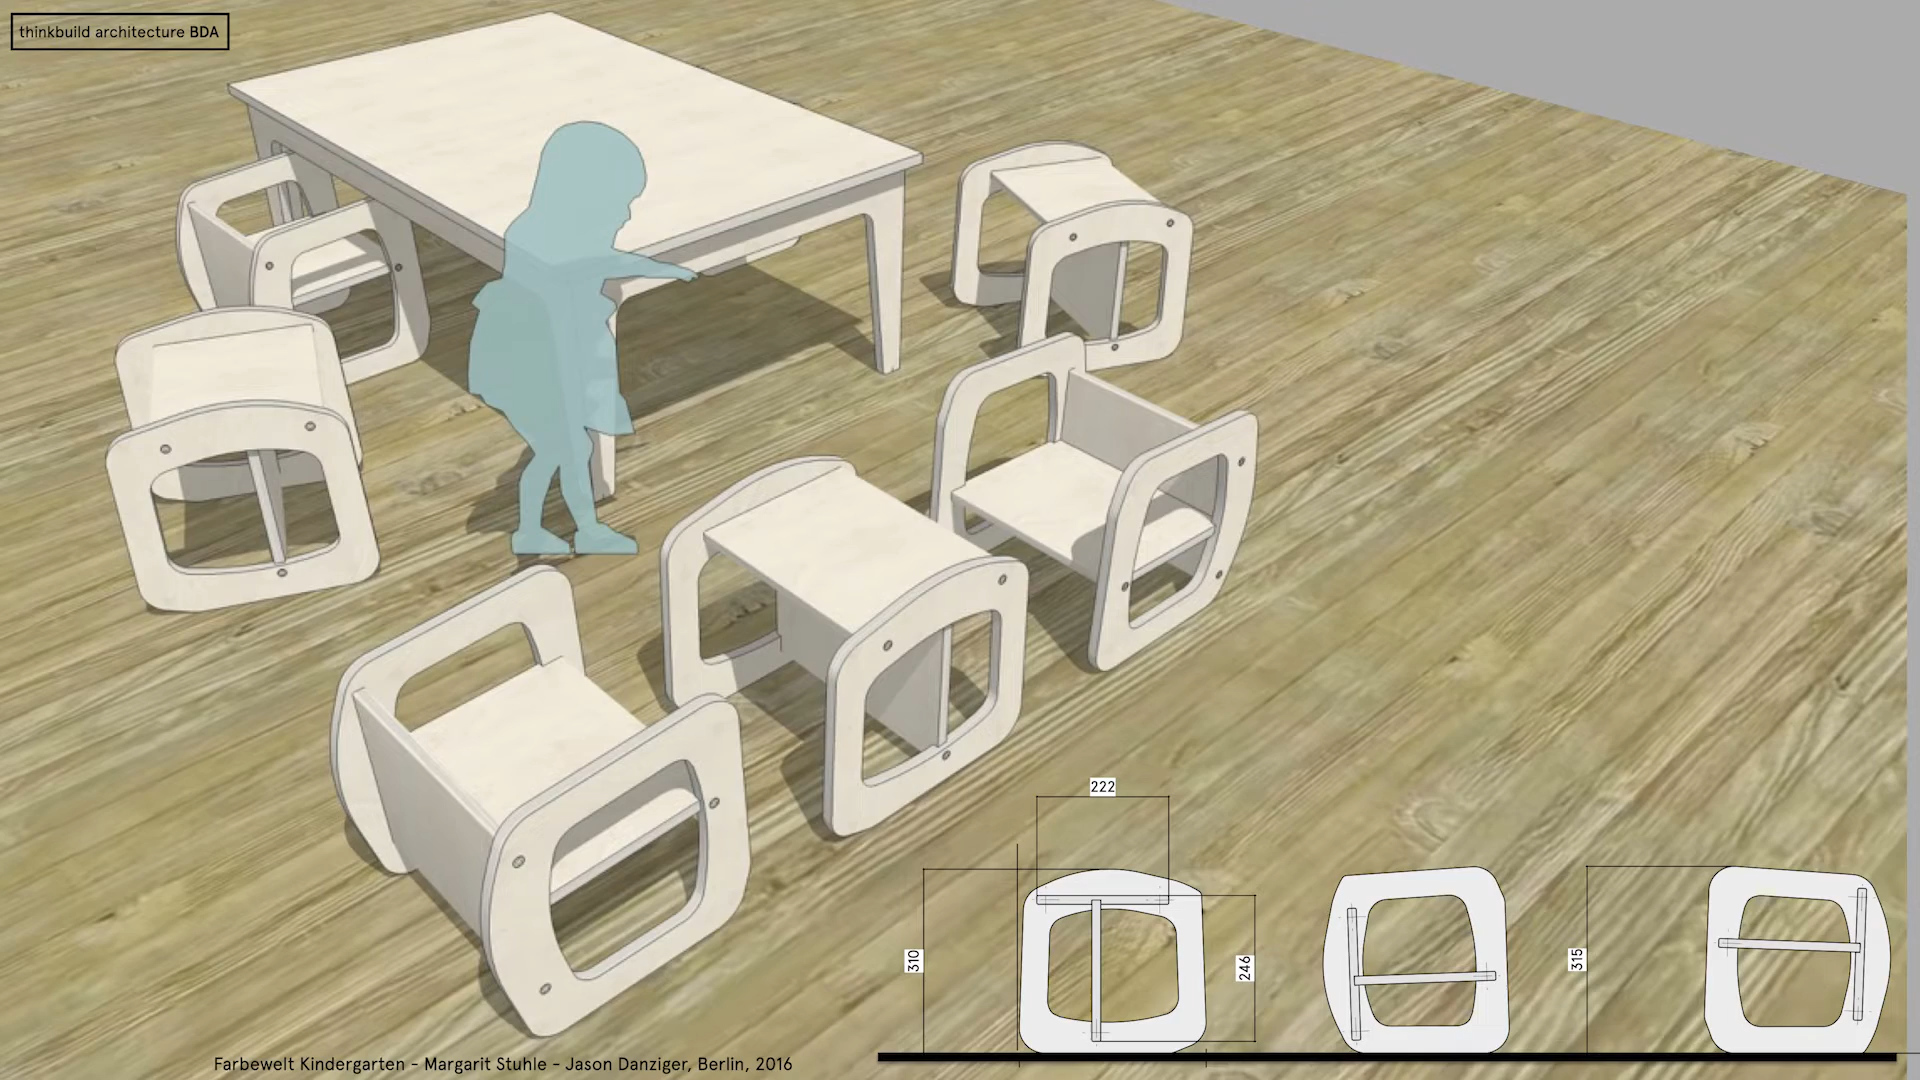 thinkbuild architecture BDA
222
310
246
315
Farbewelt Kindergarten - Margarit Stuhle - Jason Danziger, Berlin, 2016